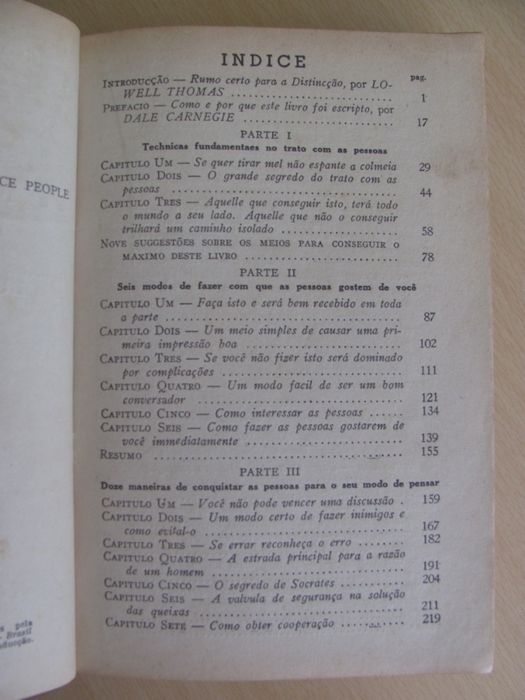 CE PEOPLE
s pela
Brazil
INDICE
pag.
INTRODUCÇÃO — Rumo certo para a Distincção, por LO-
WELL THOMAS .............................. 1
PREFACIO — Como e por que este livro foi escripto, por
DALE CARNEGIE ......................... 17
PARTE I
Technicas fundamentaes no trato com as pessoas
CAPITULO UM — Se quer tirar mel não espante a colmeia 29
CAPITULO DOIS — O grande segredo do trato com as
pessoas ................................... 44
CAPITULO TRES — Aquelle que conseguir isto, terá todo
o mundo a seu lado. Aquelle que não o conseguir
trilhará um caminho isolado .................. 58
NOVE SUGGESTÕES SOBRE OS MEIOS PARA CONSEGUIR O
MAXIMO DESTE LIVRO ........................ 78
PARTE II
Seis modos de fazer com que as pessoas gostem de você
CAPITULO UM — Faça isto e será bem recebido em toda
a parte .................................... 87
CAPITULO DOIS — Um meio simples de causar uma pri-
meira impressão boa ........................ 102
CAPITULO TRES — Se você não fizer isto será dominado
por complicações ........................... 111
CAPITULO QUATRO — Um modo facil de ser um bom
conversador ................................ 121
CAPITULO CINCO — Como interessar as pessoas ...... 134
CAPITULO SEIS — Como fazer as pessoas gostarem de
você immediatamente ........................ 139
RESUMO ..................................... 155
PARTE III
Doze maneiras de conquistar as pessoas para o seu modo de pensar
CAPITULO UM — Você não pode vencer uma discussão . 159
CAPITULO DOIS — Um modo certo de fazer inimigos e
como evital-o .............................. 167
CAPITULO TRES — Se errar reconheça o erro ........ 182
CAPITULO QUATRO — A estrada principal para a razão
de um homem ............................... 191
CAPITULO CINCO — O segredo de Socrates ........... 204
CAPITULO SEIS — A valvula de segurança na solução
das queixas ................................ 211
CAPITULO SETE — Como obter cooperação ........... 219